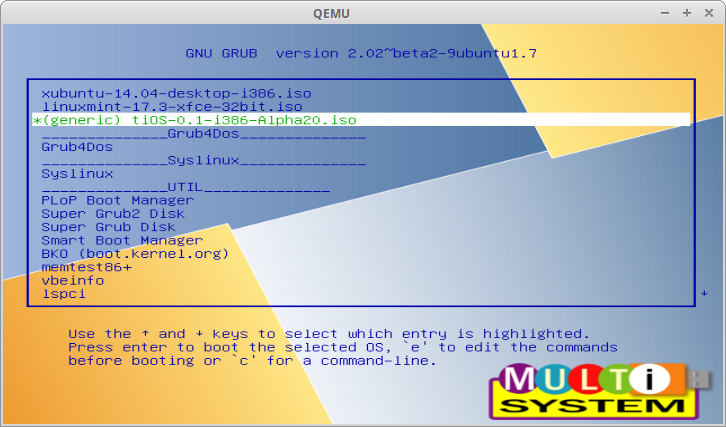 QEMU
GNU GRUB version 2.02~beta2-9ubuntu1.7
xubuntu-14.04-desktop-i386.iso
linuxmint-17.3-xfce-32bit.iso
*(generic) tiOS-0.1-i386-Alpha20.iso
______________Grub4Dos______________
Grub4Dos
______________Syslinux______________
Syslinux
______________UTIL______________
PLoP Boot Manager
Super Grub2 Disk
Super Grub Disk
Smart Boot Manager
BKO (boot.kernel.org)
memtest86+
vbeinfo
lspci
Use the ↑ and ↓ keys to select which entry is highlighted.
Press enter to boot the selected OS, `e' to edit the commands
before booting or `c' for a command-line.
MULTi
SYSTEM